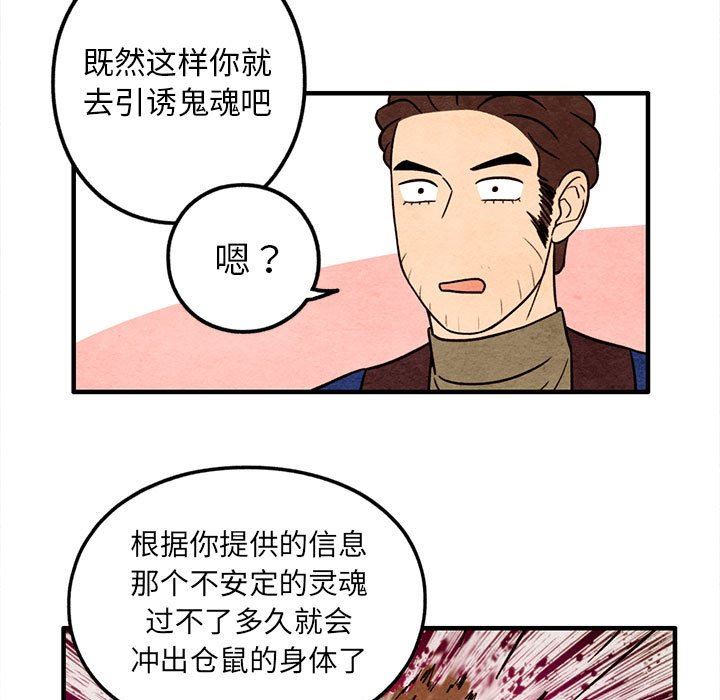 既然这样你就
去引诱鬼魂吧
嗯？
根据你提供的信息
那个不安定的灵魂
过不了多久就会
冲出仓鼠的身体了